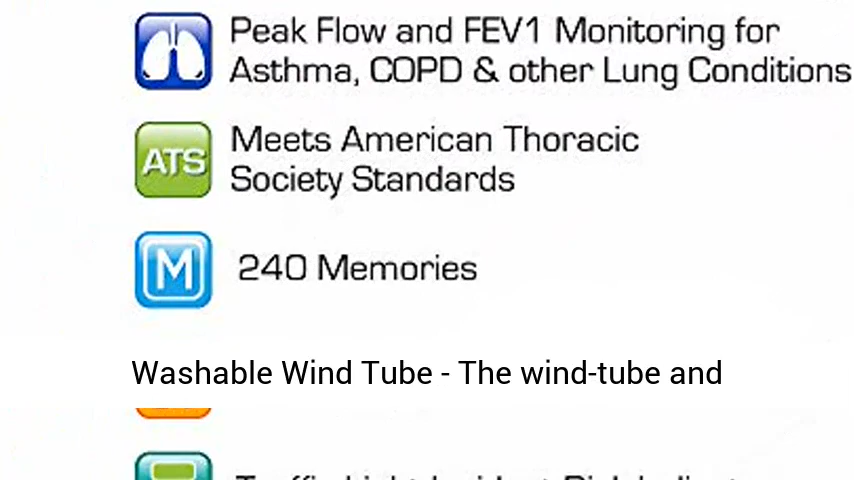 Peak Flow and FEV1 Monitoring for
Asthma, COPD & other Lung Conditions
ATS
Meets American Thoracic
Society Standards
M
240 Memories
Washable Wind Tube - The wind-tube and